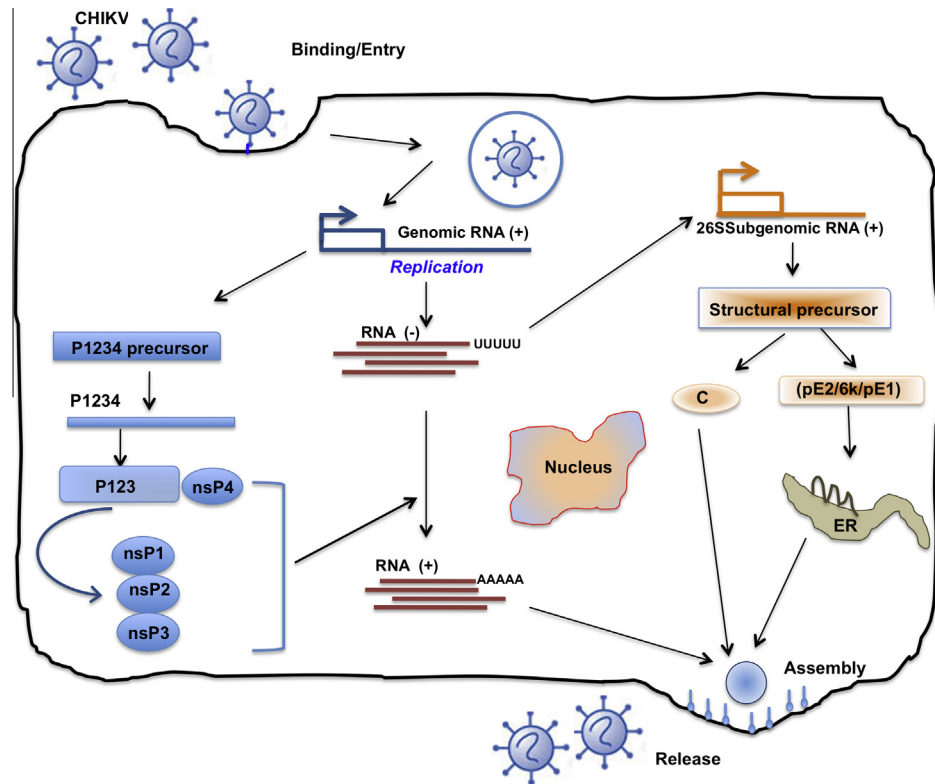 CHIKV
Binding/Entry
Genomic RNA (+)
Replication
26SSubgenomic RNA (+)
RNA (-)
UUUUU
Structural precursor
P1234 precursor
P1234
C
(pE2/6k/pE1)
P123
nsP4
Nucleus
ER
nsP1
nsP2
nsP3
RNA (+)
AAAAA
Assembly
Release